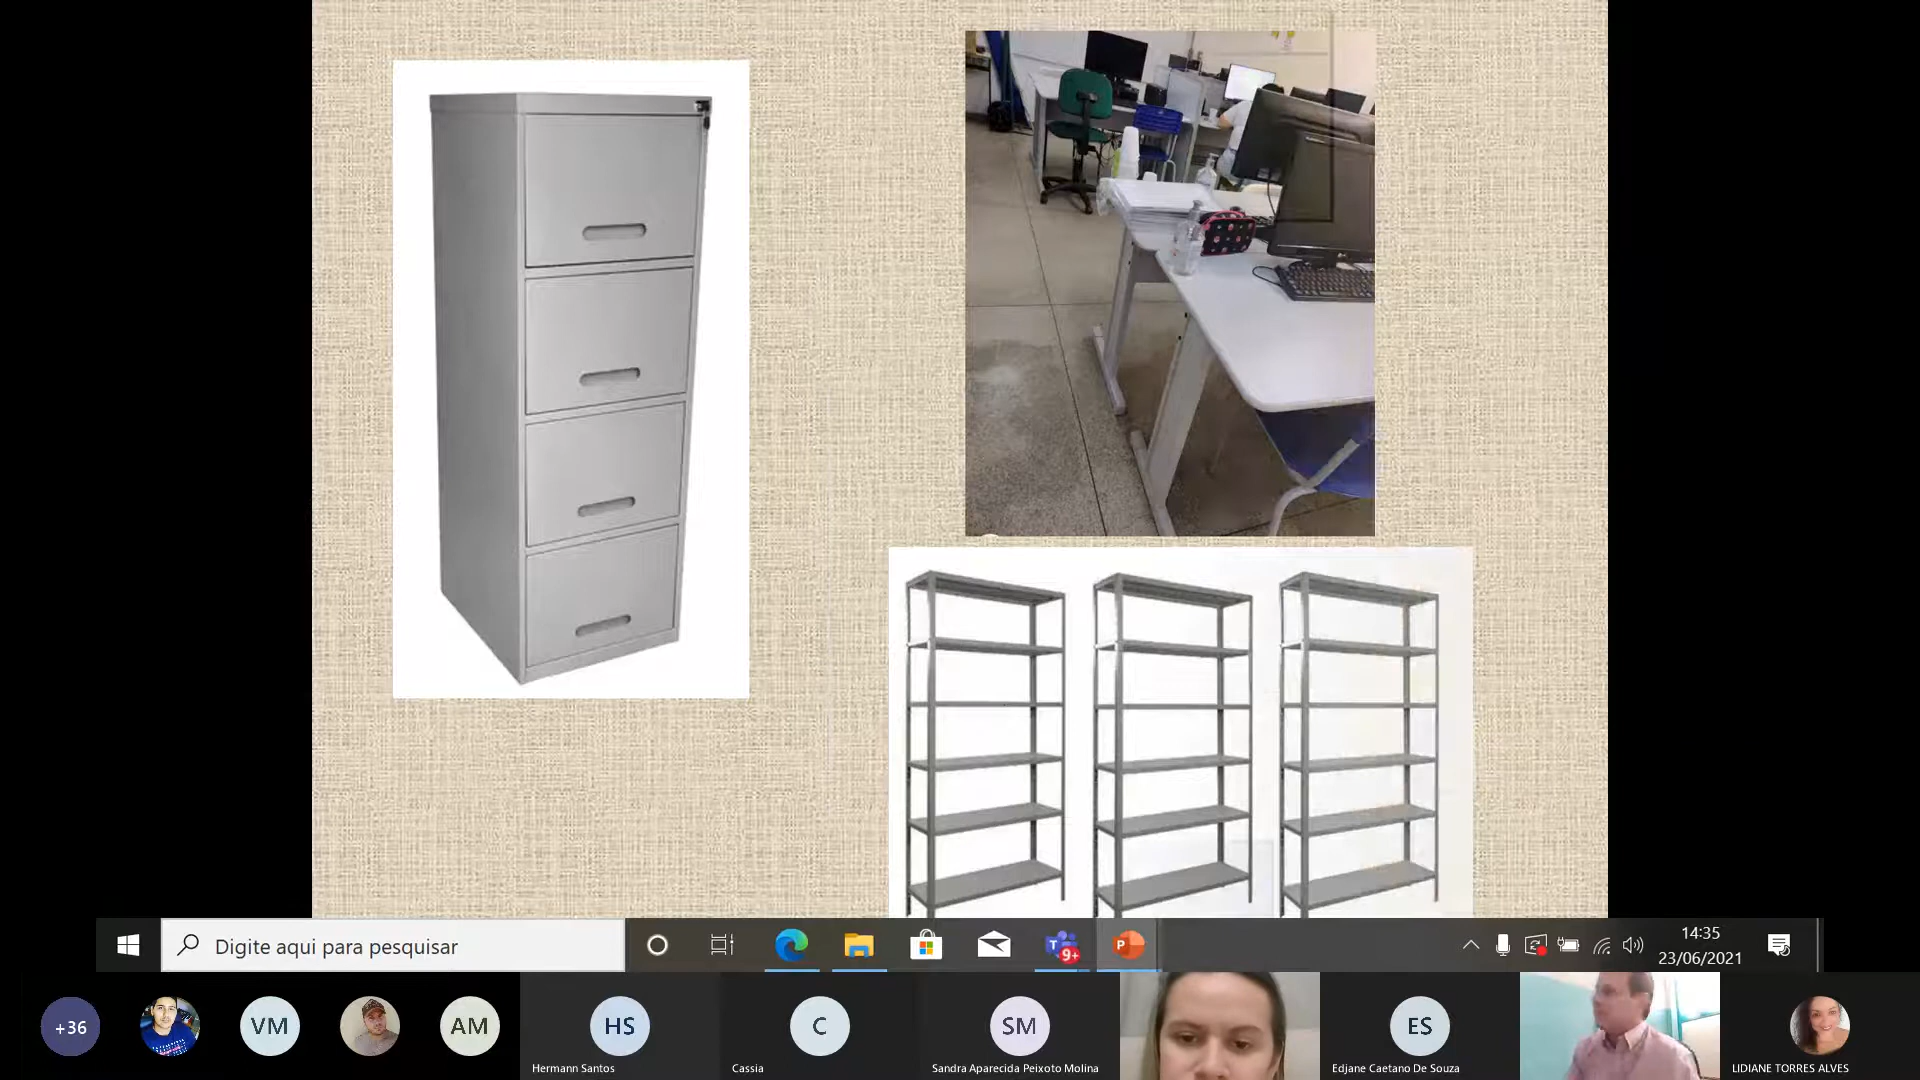 Digite aqui para pesquisar
9+
14:35
23/06/2021
+36
VM
AM
HS
C
SM
ES
Hermann Santos
Cassia
Sandra Aparecida Peixoto Molina
Edjane Caetano De Souza
LIDIANE TORRES ALVES